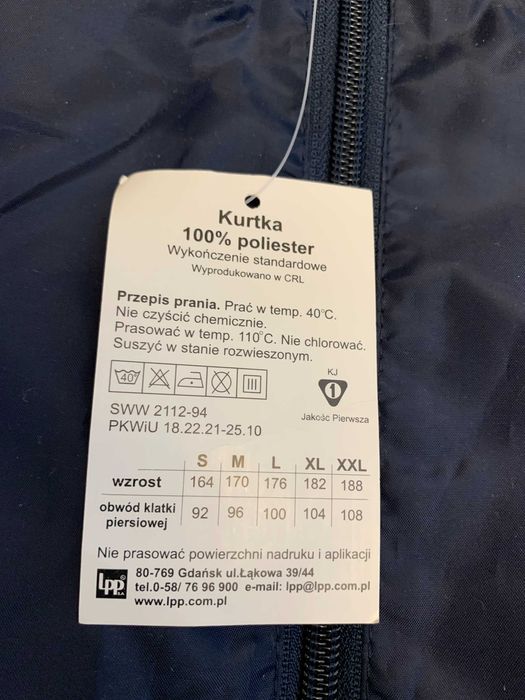 Kurtka
100% poliester
Wykończenie standardowe
Wyprodukowano w CRL
Przepis prania. Prać w temp. 40°C.
Nie czyścić chemicznie.
Prasować w temp. 110°C. Nie chlorować.
Suszyć w stanie rozwieszonym.
40°
KJ
1
Jakość Pierwsza
SWW 2112-94
PKWiU 18.22.21-25.10
S M L XL XXL
wzrost 164 170 176 182 188
obwód klatki
piersiowej 92 96 100 104 108
Nie prasować powierzchni nadruku i aplikacji
LPP S.A.
80-769 Gdańsk ul.Łąkowa 39/44
tel.0-58/ 76 96 900 e-mail: lpp@lpp.com.pl
www.lpp.com.pl